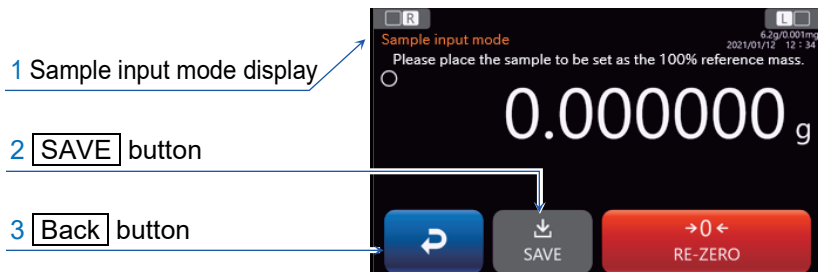 R
L
Sample input mode
6.2g/0.001mg
2021/01/12 12:34
Please place the sample to be set as the 100% reference mass.
1 Sample input mode display
0.000000 g
2 SAVE button
3 Back button
SAVE
→0←
RE-ZERO